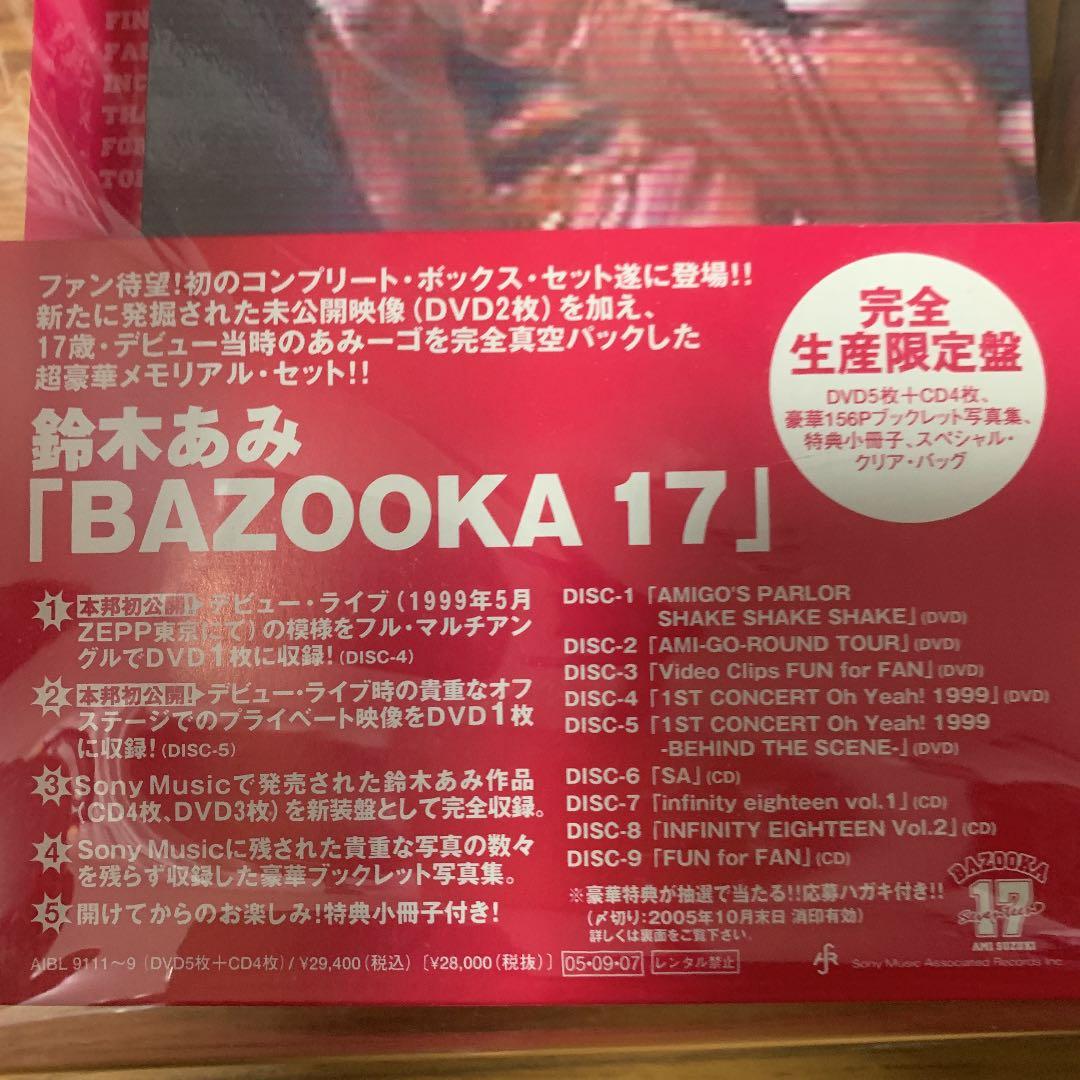 FIN
FA
INC
TH
FOR
TO
ファン待望!初のコンプリート・ボックス・セット遂に登場!!
新たに発掘された未公開映像(DVD2枚)を加え、
17歳・デビュー当時のあみーゴを完全真空パックした
超豪華メモリアル・セット!!
鈴木あみ
「BAZOOKA 17」
完全
生産限定盤
DVD5枚+CD4枚、
豪華156Pブックレット写真集、
特典小冊子、スペシャル・
クリア・バッグ
1 本邦初公開! デビュー・ライブ(1999年5月
ZEPP東京にて)の模様をフル・マルチアン
グルでDVD1枚に収録!(DISC-4)
2 本邦初公開! デビュー・ライブ時の貴重なオフ
ステージでのプライベート映像をDVD1枚
に収録!(DISC-5)
3 Sony Musicで発売された鈴木あみ作品
(CD4枚、DVD3枚)を新装盤として完全収録。
4 Sony Musicに残された貴重な写真の数々
を残らず収録した豪華ブックレット写真集。
5 開けてからのお楽しみ!特典小冊子付き!
DISC-1「AMIGO'S PARLOR
SHAKE SHAKE SHAKE」(DVD)
DISC-2「AMI-GO-ROUND TOUR」(DVD)
DISC-3「Video Clips FUN for FAN」(DVD)
DISC-4「1ST CONCERT Oh Yeah! 1999」(DVD)
DISC-5「1ST CONCERT Oh Yeah! 1999
-BEHIND THE SCENE-」(DVD)
DISC-6「SA」(CD)
DISC-7「infinity eighteen vol.1」(CD)
DISC-8「INFINITY EIGHTEEN Vol.2」(CD)
DISC-9「FUN for FAN」(CD)
※豪華特典が抽選で当たる!!応募ハガキ付き!!
(〆切り:2005年10月末日 消印有効)
詳しくは裏面をご覧下さい。
BAZOOKA
17
AMI SUZUKI
AIBL 9111〜9 (DVD5枚+CD4枚)/¥29,400(税込) [¥28,000(税抜)] 05・09・07 レンタル禁止
Sony Music Associated Records Inc.